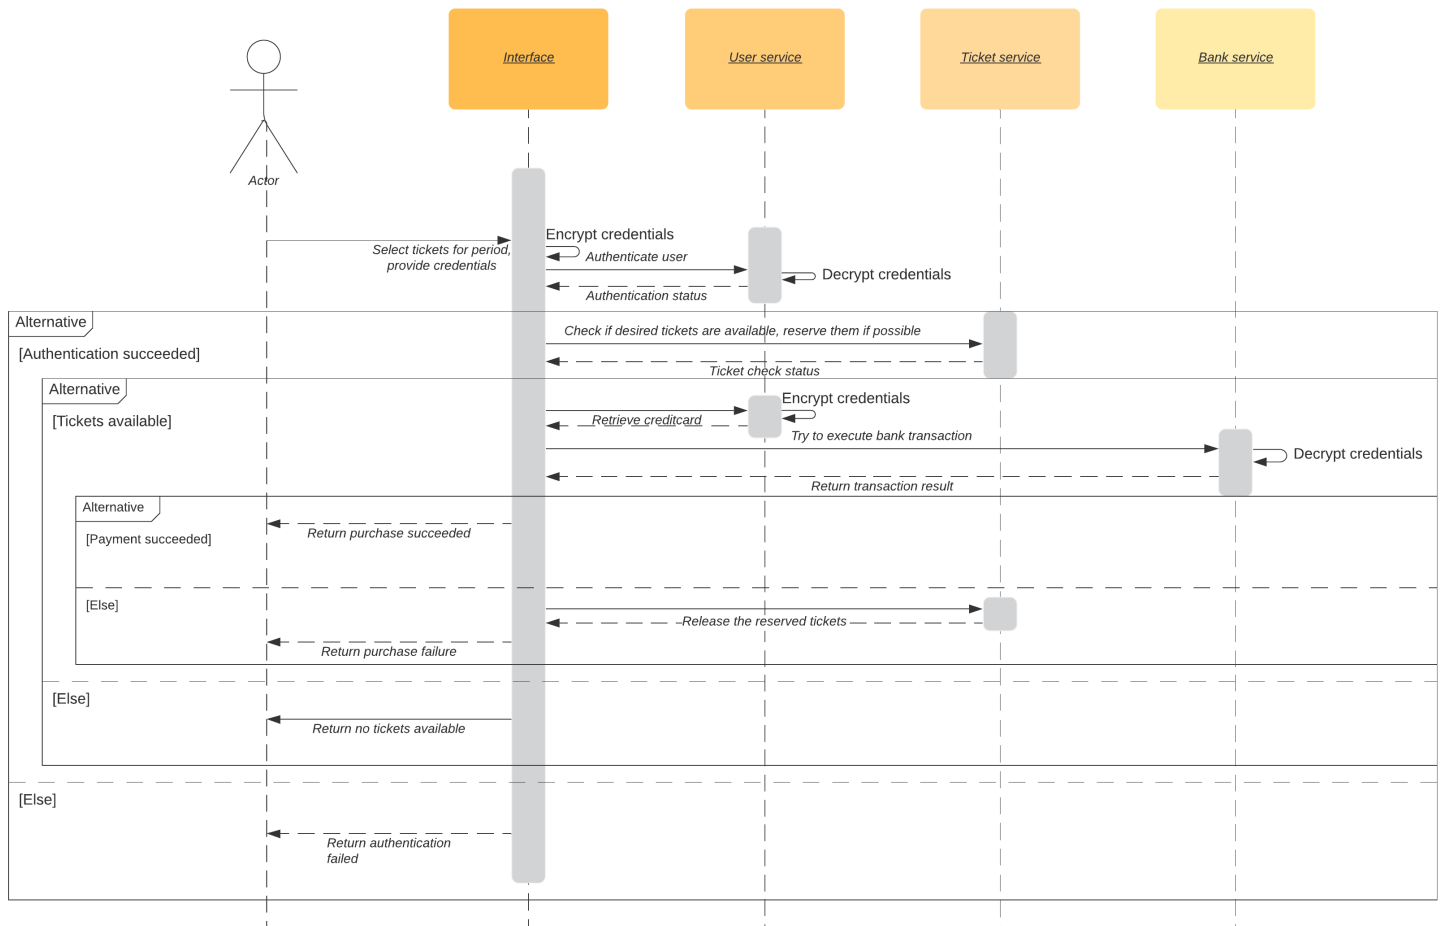 Interface
User service
Ticket service
Bank service
Actor
Encrypt credentials
Select tickets for period,
provide credentials
Authenticate user
Decrypt credentials
Authentication status
Alternative
Check if desired tickets are available, reserve them if possible
[Authentication succeeded]
Ticket check status
Alternative
Encrypt credentials
[Tickets available]
Retrieve creditcard
Try to execute bank transaction
Decrypt credentials
Return transaction result
Alternative
Return purchase succeeded
[Payment succeeded]
[Else]
Release the reserved tickets
Return purchase failure
[Else]
Return no tickets available
[Else]
Return authentication
failed